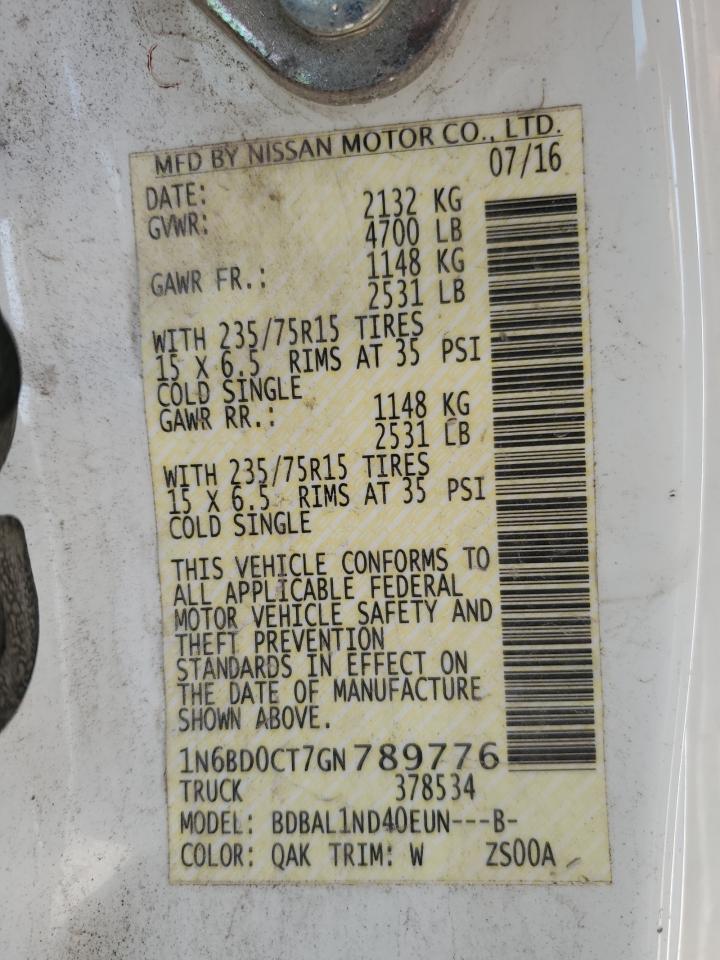 MFD BY NISSAN MOTOR CO., LTD.
DATE: 07/16
GVWR: 2132 KG
4700 LB
GAWR FR.: 1148 KG
2531 LB
WITH 235/75R15 TIRES
15 X 6.5 RIMS AT 35 PSI
COLD SINGLE
GAWR RR.: 1148 KG
2531 LB
WITH 235/75R15 TIRES
15 X 6.5 RIMS AT 35 PSI
COLD SINGLE
THIS VEHICLE CONFORMS TO
ALL APPLICABLE FEDERAL
MOTOR VEHICLE SAFETY AND
THEFT PREVENTION
STANDARDS IN EFFECT ON
THE DATE OF MANUFACTURE
SHOWN ABOVE.
1N6BD0CT7GN789776
TRUCK 378534
MODEL: BDBAL1ND40EUN---B-
COLOR: QAK TRIM: W ZS00A